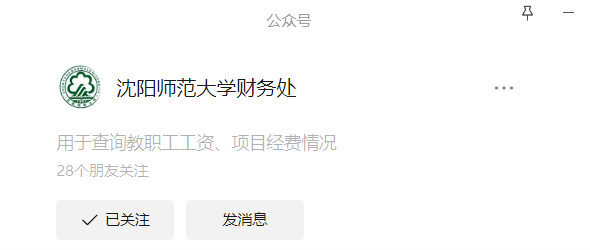 公众号
沈阳师范大学财务处
用于查询教职工工资、项目经费情况
28个朋友关注
已关注
发消息